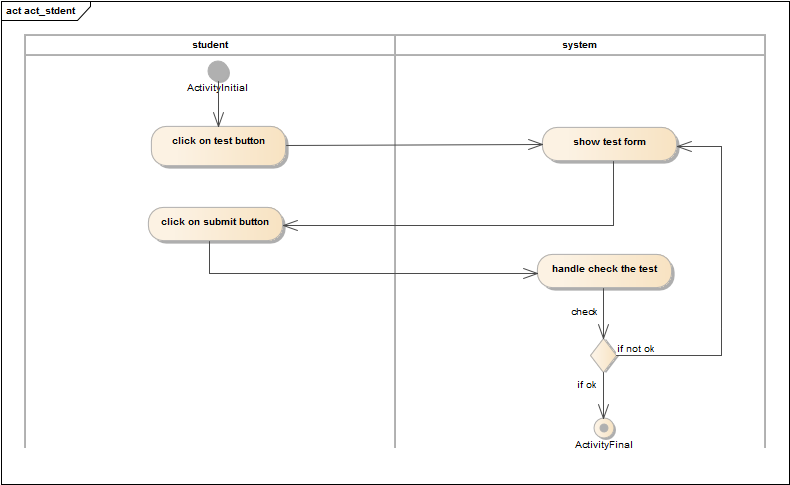 act act_stdent
student
system
ActivityInitial
click on test button
show test form
click on submit button
handle check the test
check
if not ok
if ok
ActivityFinal